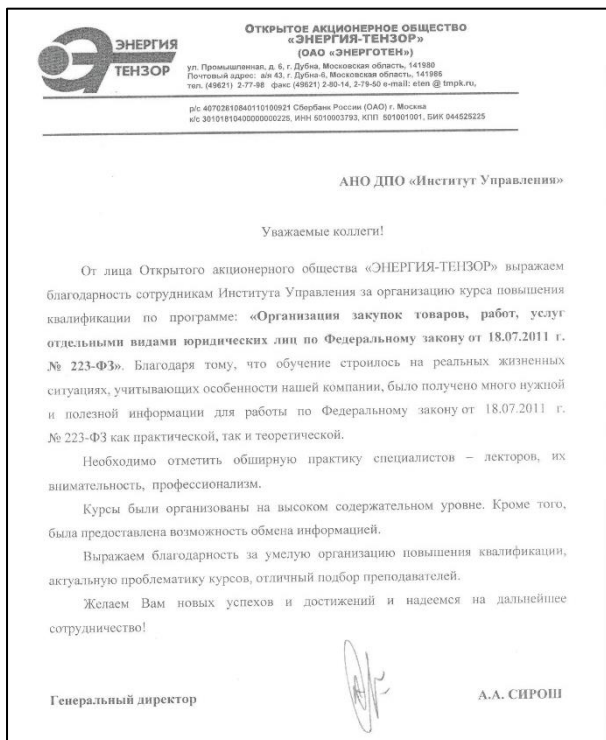 ЭНЕРГИЯ
ТЕНЗОР
ОТКРЫТОЕ АКЦИОНЕРНОЕ ОБЩЕСТВО
«ЭНЕРГИЯ-ТЕНЗОР»
(ОАО «ЭНЕРГОТЕН»)
ул. Промышленная, д. 6, г. Дубна, Московская область, 141980
Почтовый адрес: а/я 43, г. Дубна-6, Московская область, 141986
тел. (49621) 2-77-98 факс (49621) 2-80-14, 2-79-50 e-mail: eten @ tmpk.ru,
р/с 40702810840110100921 Сбербанк России (ОАО) г. Москва
к/с 30101810400000000225, ИНН 5010003793, КПП 501001001, БИК 044525225
АНО ДПО «Институт Управления»
Уважаемые коллеги!
От лица Открытого акционерного общества «ЭНЕРГИЯ-ТЕНЗОР» выражаем
благодарность сотрудникам Института Управления за организацию курса повышения
квалификации по программе: «Организация закупок товаров, работ, услуг
отдельными видами юридических лиц по Федеральному закону от 18.07.2011 г.
№ 223-ФЗ». Благодаря тому, что обучение строилось на реальных жизненных
ситуациях, учитывающих особенности нашей компании, было получено много нужной
и полезной информации для работы по Федеральному закону от 18.07.2011 г.
№ 223-ФЗ как практической, так и теоретической.
Необходимо отметить обширную практику специалистов – лекторов, их
внимательность, профессионализм.
Курсы были организованы на высоком содержательном уровне. Кроме того,
была предоставлена возможность обмена информацией.
Выражаем благодарность за умелую организацию повышения квалификации,
актуальную проблематику курсов, отличный подбор преподавателей.
Желаем Вам новых успехов и достижений и надеемся на дальнейшее
сотрудничество!
Генеральный директор
А.А. СИРОШ